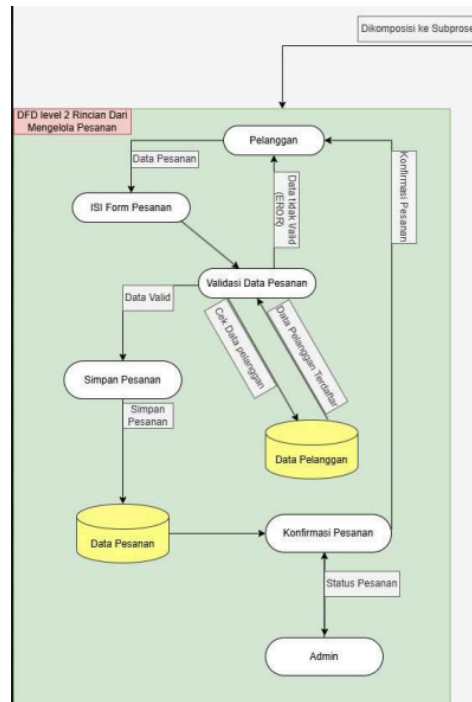 Dikomposisi ke Subprose
DFD level 2 Rincian Dari
Mengelola Pesanan
Pelanggan
Data Pesanan
Konfirmasi Pesanan
Data tidak Valid
(EROR)
ISI Form Pesanan
Validasi Data Pesanan
Data Valid
Cek Data pelanggan
Data Pelanggan Terdaftar
Simpan Pesanan
Simpan
Pesanan
Data Pelanggan
Data Pesanan
Konfirmasi Pesanan
Status Pesanan
Admin